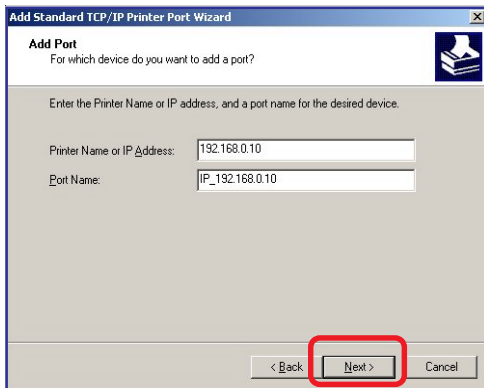 Add Standard TCP/IP Printer Port Wizard
Add Port
For which device do you want to add a port?
Enter the Printer Name or IP address, and a port name for the desired device.
Printer Name or IP Address: 192.168.0.10
Port Name: IP_192.168.0.10
< Back Next > Cancel